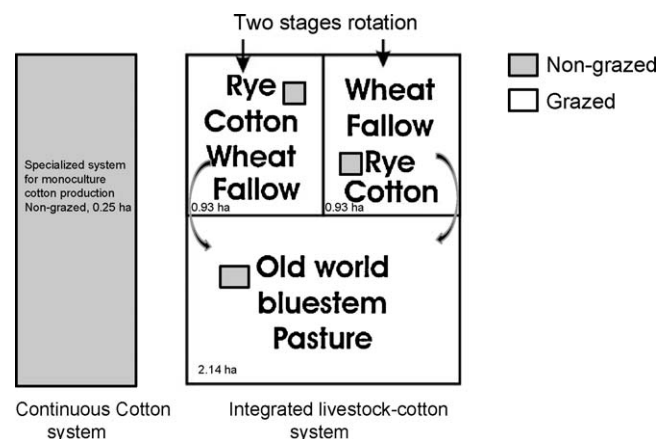 Two stages rotation
Non-grazed
Grazed
Specialized system
for monoculture
cotton production
Non-grazed, 0.25 ha
Rye
Cotton
Wheat
Fallow
0.93 ha
Wheat
Fallow
Rye
Cotton
0.93 ha
Old world
bluestem
Pasture
2.14 ha
Continuous Cotton
system
Integrated livestock-cotton
system